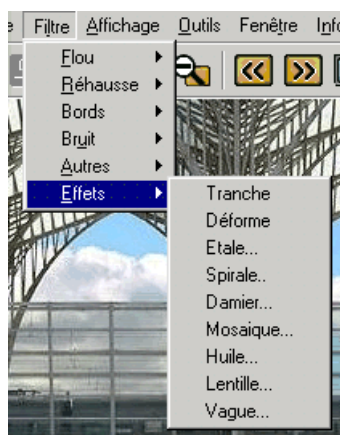 Filtre Affichage Outils Fenêtre Info
Flou
Réhausse
Bords
Bruit
Autres
Effets
Tranche
Déforme
Etale...
Spirale..
Damier...
Mosaique...
Huile...
Lentille...
Vague...